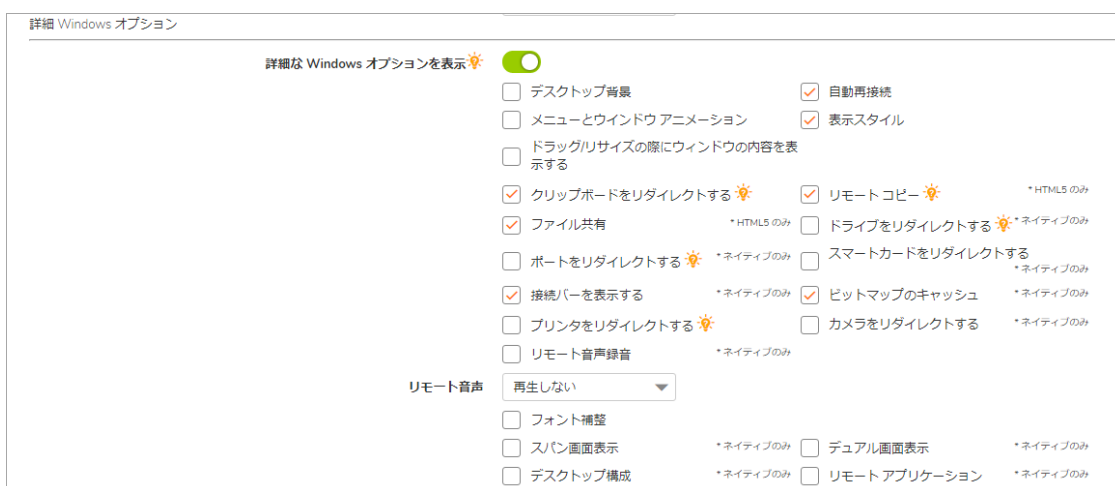 詳細 Windows オプション
詳細な Windows オプションを表示
デスクトップ背景
自動再接続
メニューとウインドウ アニメーション
表示スタイル
ドラッグ/リサイズの際にウィンドウの内容を表
示する
クリップボードをリダイレクトする
リモート コピー
* HTML5 のみ
ファイル共有
* HTML5 のみ
ドライブをリダイレクトする
* ネイティブのみ
ポートをリダイレクトする
* ネイティブのみ
スマートカードをリダイレクトする
* ネイティブのみ
接続バーを表示する
* ネイティブのみ
ビットマップのキャッシュ
* ネイティブのみ
プリンタをリダイレクトする
カメラをリダイレクトする
* ネイティブのみ
リモート音声録音
* ネイティブのみ
リモート音声
再生しない
フォント補整
スパン画面表示
* ネイティブのみ
デュアル画面表示
* ネイティブのみ
デスクトップ構成
* ネイティブのみ
リモート アプリケーション
* ネイティブのみ